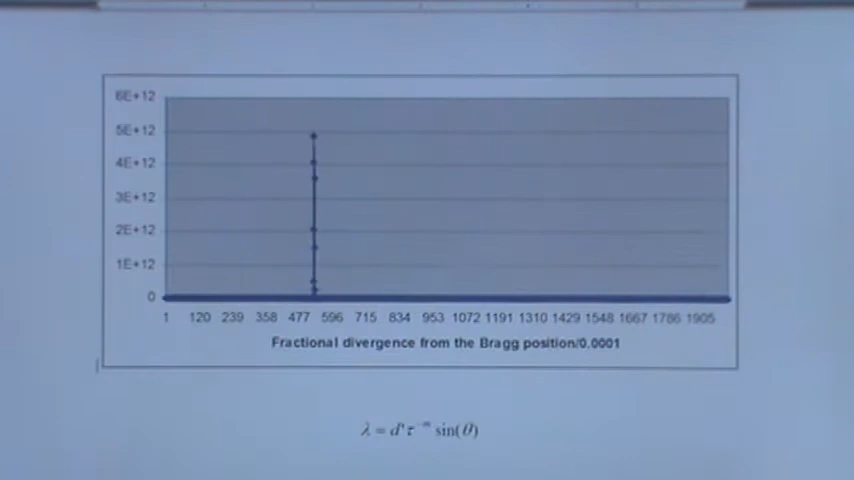 6E+12
5E+12
4E+12
3E+12
2E+12
1E+12
0
1 120 239 358 477 596 715 834 953 1072 1191 1310 1429 1548 1667 1786 1905
Fractional divergence from the Bragg position/0.0001
λ = d'τ⁻ᵐ sin(θ)